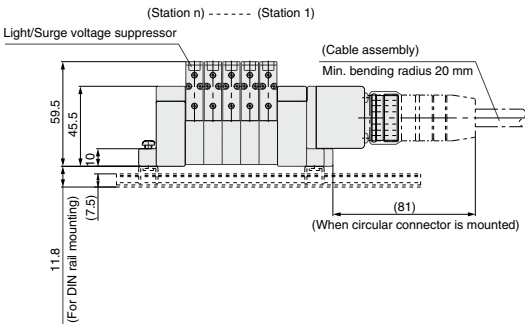 (Station n) ------ (Station 1)
Light/Surge voltage suppressor
(Cable assembly)
Min. bending radius 20 mm
59.5
45.5
10
(7.5)
11.8
(For DIN rail mounting)
(81)
(When circular connector is mounted)